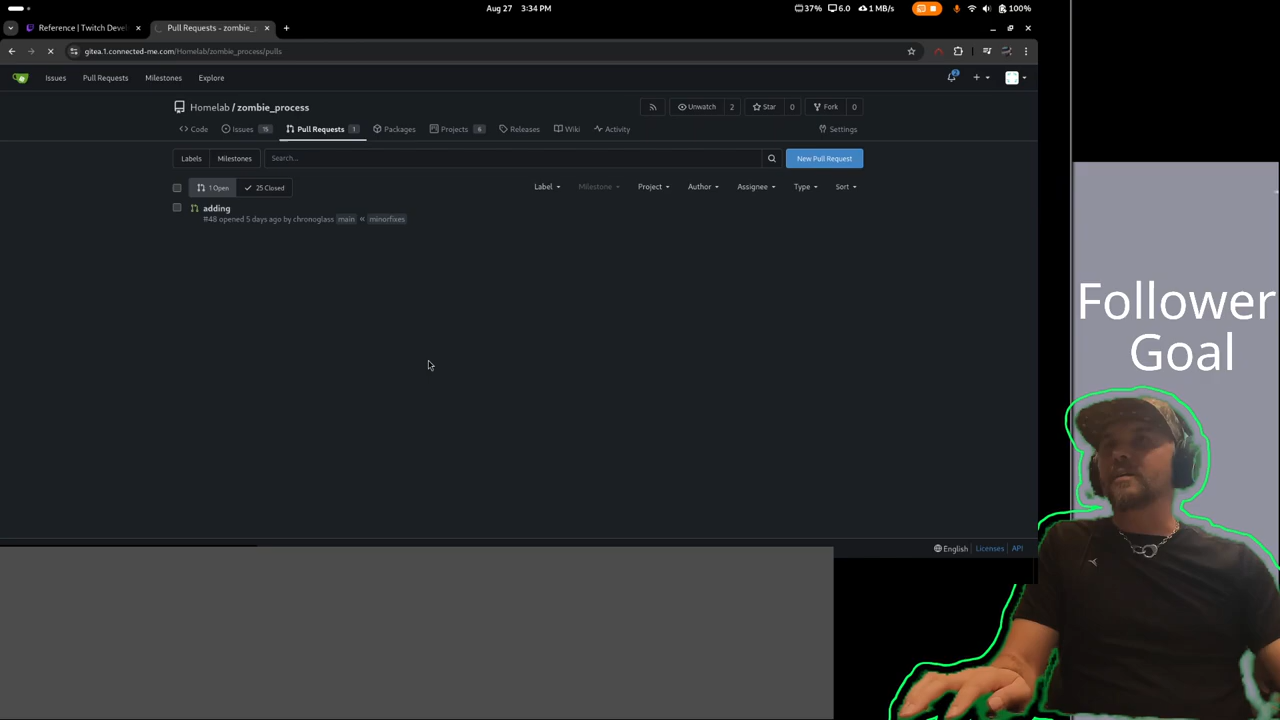 Aug 27 3:34 PM
37% 6.0 1 MB/s 100%
Reference | Twitch Devel
Pull Requests - zombie_
gitea.1.connected-me.com/Homelab/zombie_process/pulls
Issues Pull Requests Milestones Explore
Homelab / zombie_process
Unwatch 2 Star 0 Fork 0
Code Issues 15 Pull Requests 1 Packages Projects 6 Releases Wiki Activity Settings
Labels Milestones Search... New Pull Request
1 Open 25 Closed Label Milestone Project Author Assignee Type Sort
adding
#48 opened 5 days ago by chronoglass main « minorfixes
English Licenses API
Follower
Goal